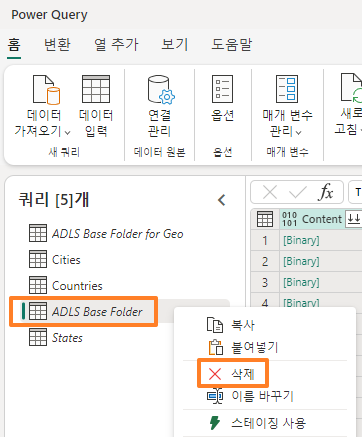 Power Query
홈 변환 열 추가 보기 도움말
데이터 가져오기
데이터 입력
연결 관리
옵션
매개 변수 관리
새로 고침
새 쿼리 데이터 원본 옵션 매개 변수
쿼리 [5]개
fx
ADLS Base Folder for Geo
Cities
Countries
ADLS Base Folder
States
010 101 Content
1 [Binary]
2 [Binary]
3 [Binary]
4 [Binary]
복사
붙여넣기
삭제
이름 바꾸기
스테이징 사용